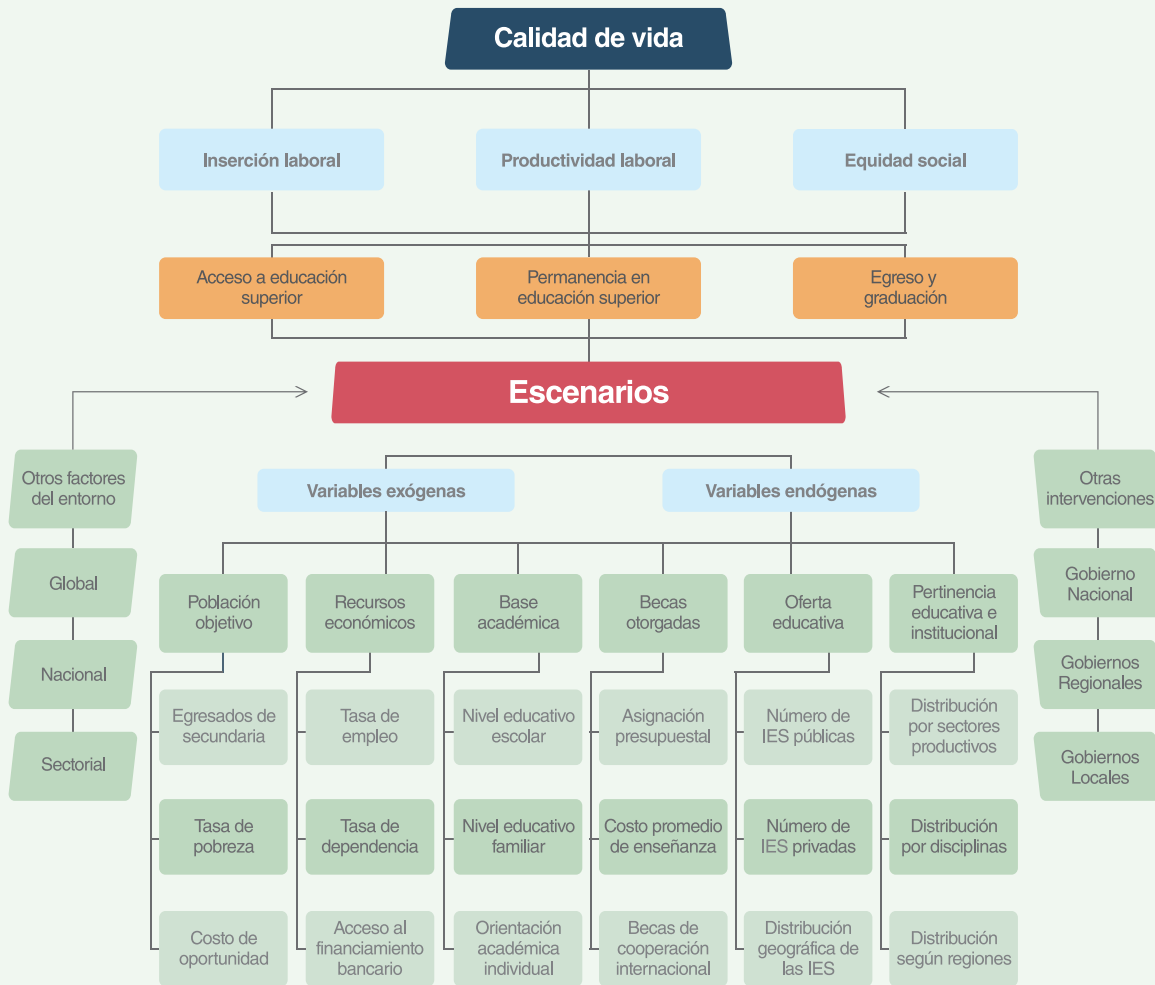 Calidad de vida
Inserción laboral
Productividad laboral
Equidad social
Acceso a educación
superior
Permanencia en
educación superior
Egreso y
graduación
Escenarios
Otros factores
del entorno
Global
Nacional
Sectorial
Variables exógenas
Variables endógenas
Otras
intervenciones
Gobierno
Nacional
Gobiernos
Regionales
Gobiernos
Locales
Población
objetivo
Recursos
económicos
Base
académica
Becas
otorgadas
Oferta
educativa
Pertinencia
educativa e
institucional
Egresados de
secundaria
Tasa de
empleo
Nivel educativo
escolar
Asignación
presupuestal
Número de
IES públicas
Distribución
por sectores
productivos
Tasa de
pobreza
Tasa de
dependencia
Nivel educativo
familiar
Costo promedio
de enseñanza
Número de
IES privadas
Distribución
por disciplinas
Costo de
oportunidad
Acceso al
financiamiento
bancario
Orientación
académica
individual
Becas de
cooperación
internacional
Distribución
geográfica de
las IES
Distribución
según regiones